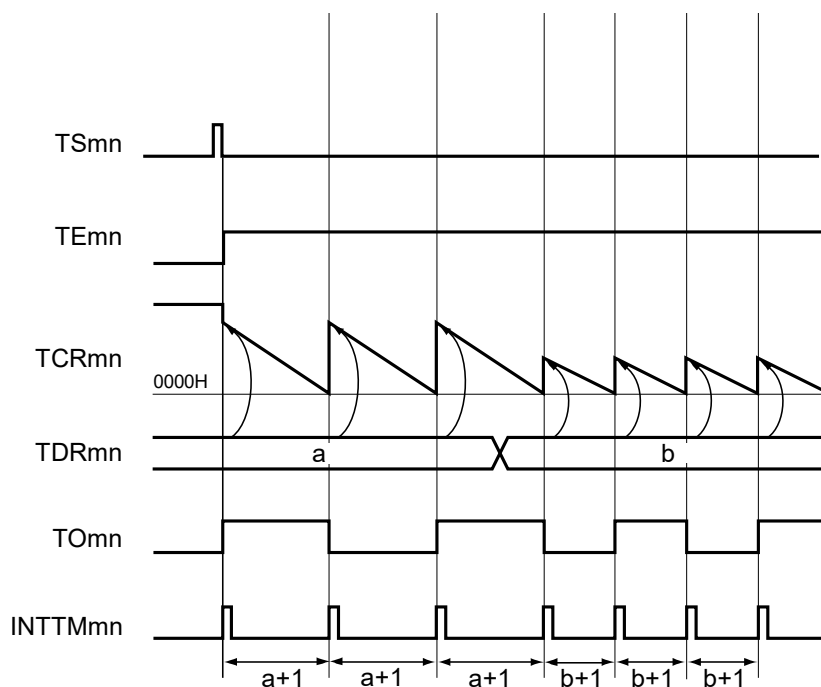 TSmn
TEmn
TCRmn
0000H
TDRmn
a
b
TOmn
INTTMmn
a+1
a+1
a+1
b+1
b+1
b+1